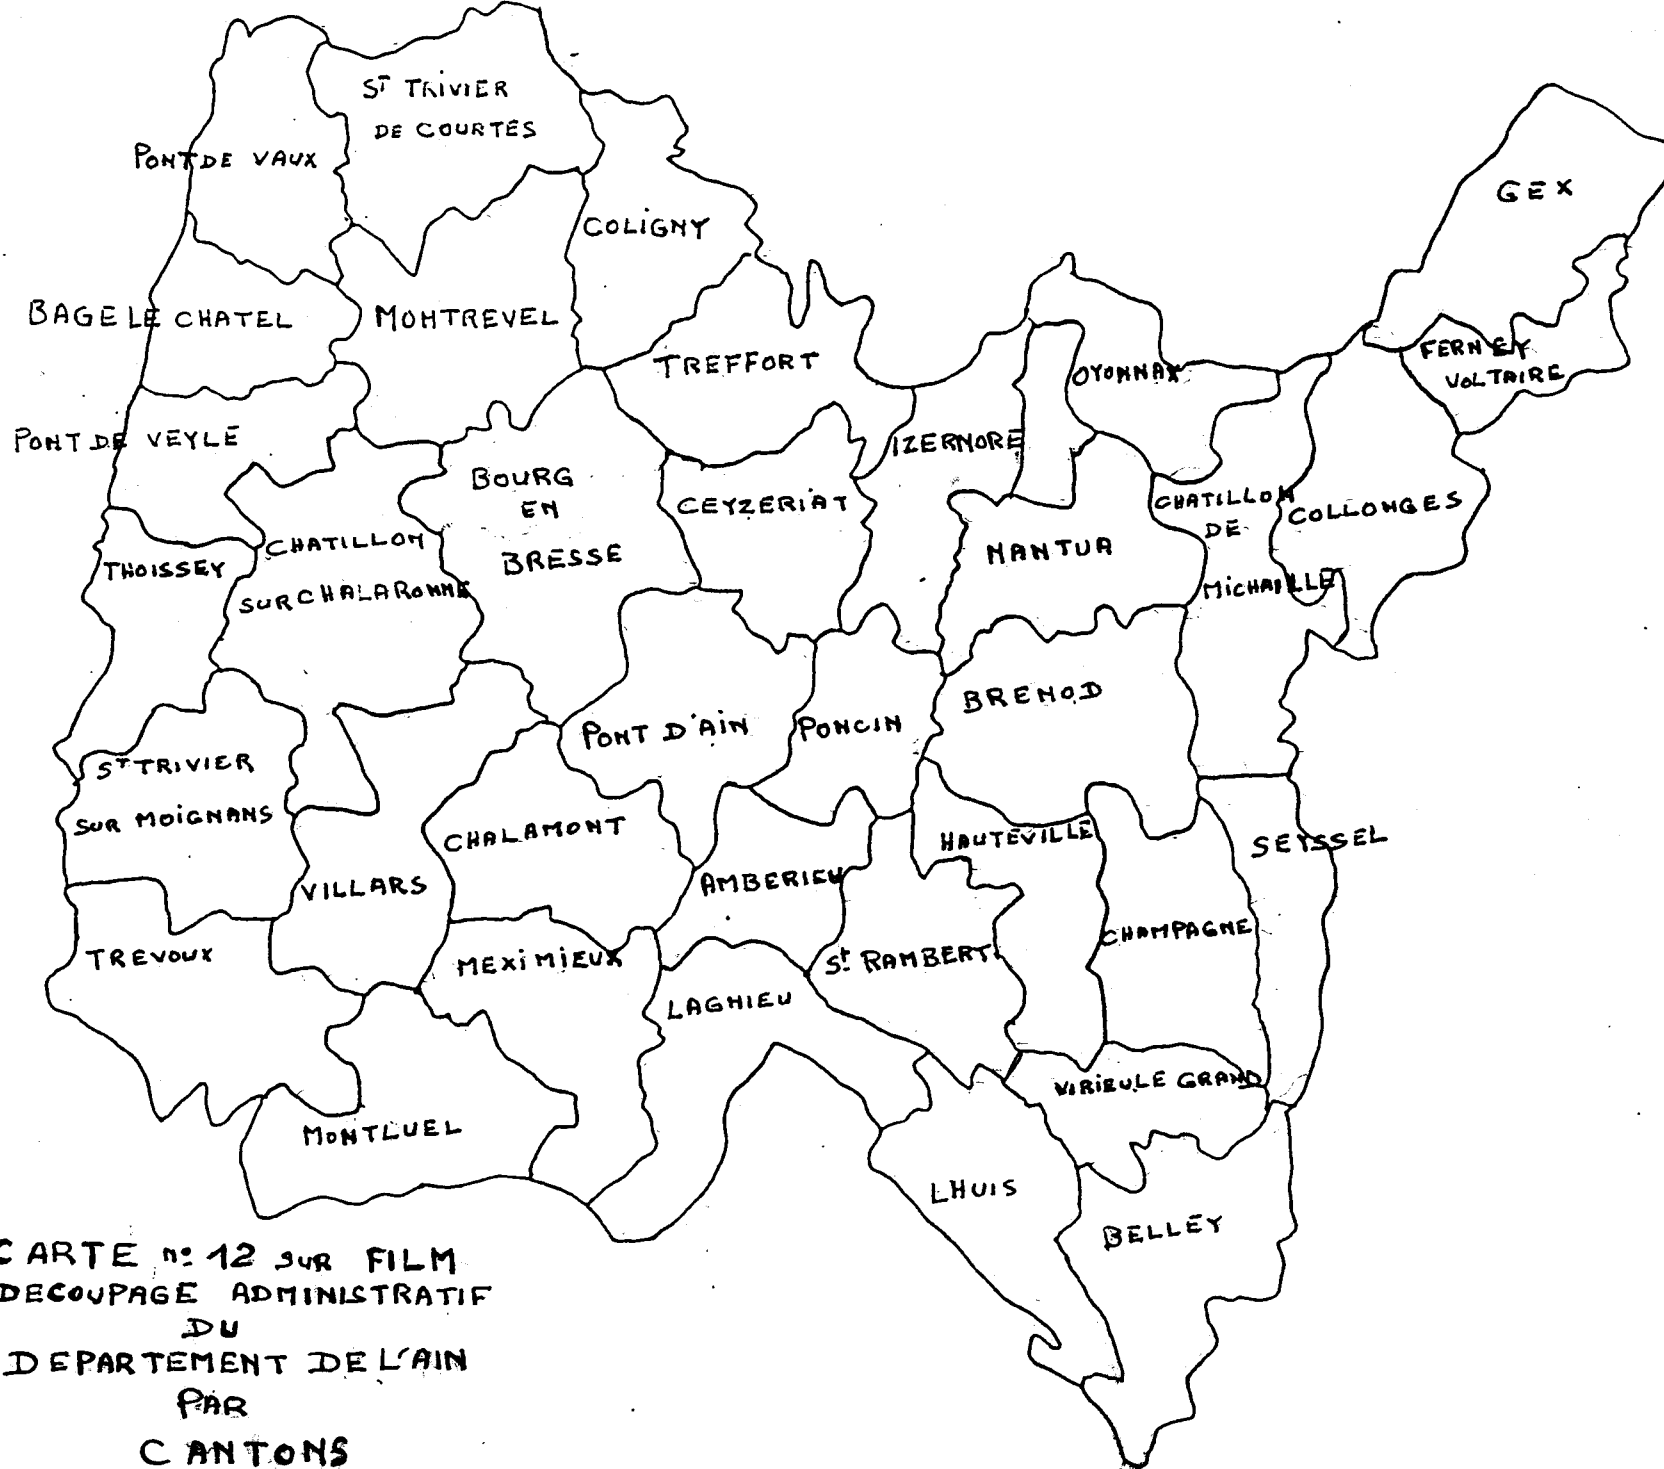 ST TRIVIER
DE COURTES
PONT DE VAUX
GEX
COLIGNY
BAGE LE CHATEL
MONTREVEL
FERNEY
VOLTAIRE
TREFFORT
OYONNAX
PONT DE VEYLE
IZERNORE
BOURG
EN
BRESSE
CEYZERIAT
CHATILLON
DE
MICHAILLE
COLLONGES
NANTUA
THOISSEY
CHATILLON
SUR CHALARONNE
BRENOD
PONT D'AIN
PONCIN
ST TRIVIER
SUR MOIGNANS
CHALAMONT
HAUTEVILLE
SEYSSEL
VILLARS
AMBERIEU
CHAMPAGNE
TREVOUX
MEXIMIEUX
St RAMBERT
LAGNIEU
VIRIEU LE GRAND
MONTLUEL
LHUIS
BELLEY
CARTE no 12 SUR FILM
DECOUPAGE ADMINISTRATIF
DU
DEPARTEMENT DE L'AIN
PAR
CANTONS